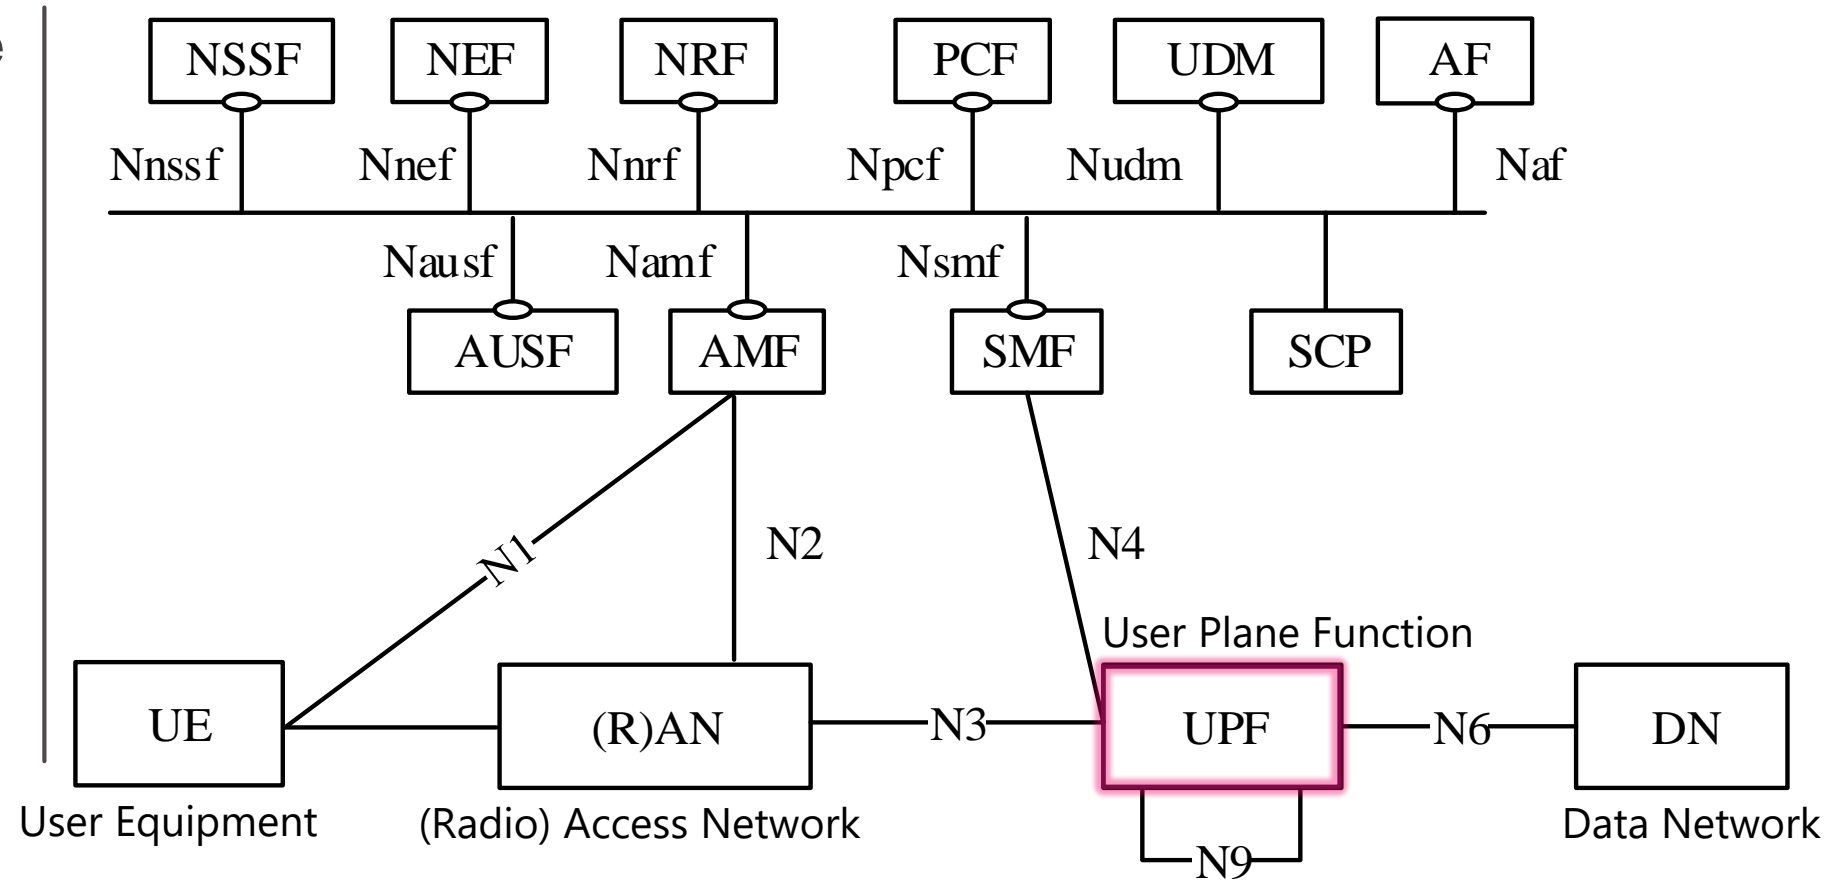 e
NSSF NEF NRF PCF UDM AF
Nnssf Nnef Nnrf Npcf Nudm Naf
Nausf Namf Nsmf
AUSF AMF SMF SCP
N1 N2 N4
User Plane Function
UE (R)AN N3 UPF N6 DN
User Equipment (Radio) Access Network Data Network
N9